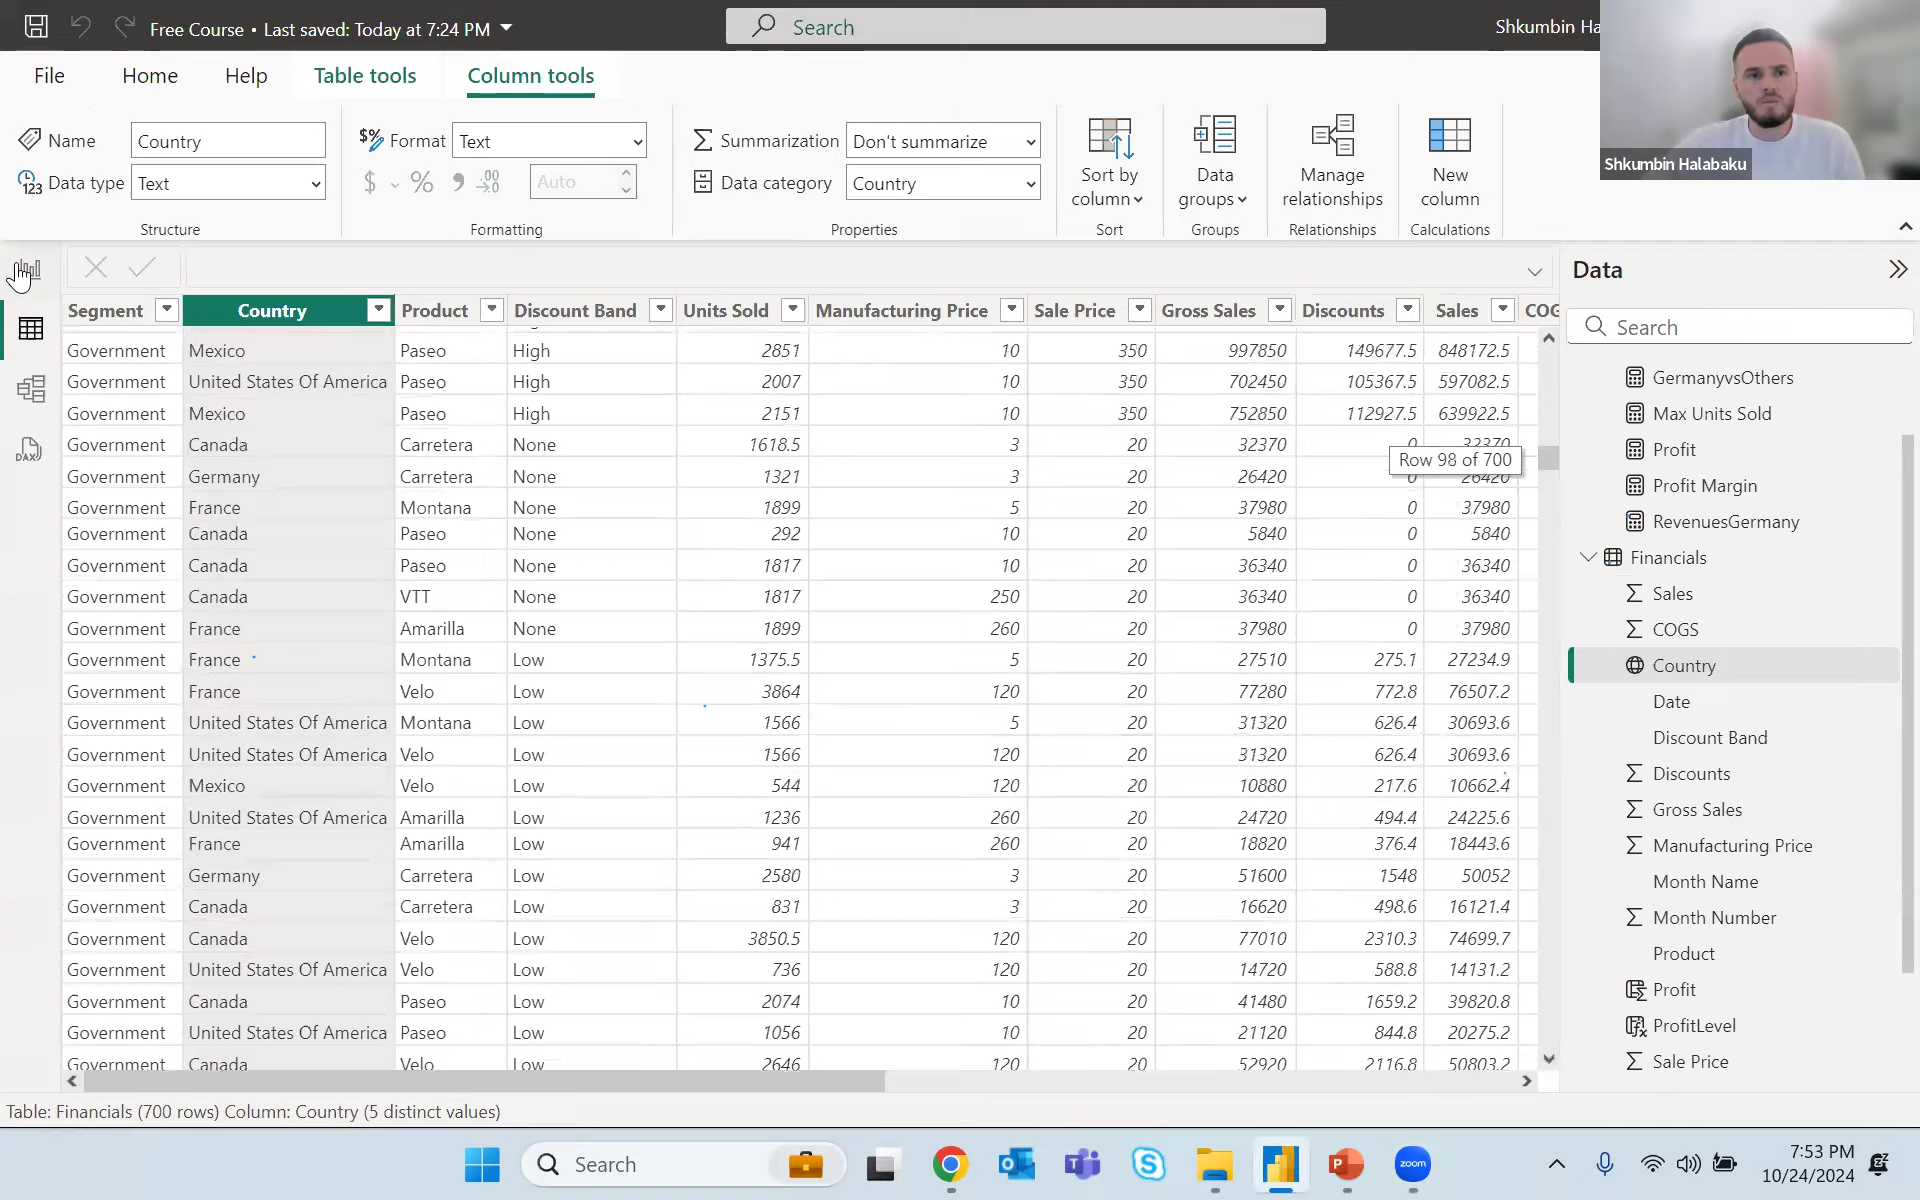 Free Course • Last saved: Today at 7:24 PM
Search
Shkumbin Ha
File Home Help Table tools Column tools
Name Country
Data type Text
Structure
Format Text
Auto
Formatting
Summarization Don't summarize
Data category Country
Properties
Sort by column
Sort
Data groups
Groups
Manage relationships
Relationships
New column
Calculations
Shkumbin Halabaku
Segment Country Product Discount Band Units Sold Manufacturing Price Sale Price Gross Sales Discounts Sales COG
Government Mexico Paseo High 2851 10 350 997850 149677.5 848172.5
Government United States Of America Paseo High 2007 10 350 702450 105367.5 597082.5
Government Mexico Paseo High 2151 10 350 752850 112927.5 639922.5
Government Canada Carretera None 1618.5 3 20 32370 0 32370
Row 98 of 700
Government Germany Carretera None 1321 3 20 26420 0 26420
Government France Montana None 1899 5 20 37980 0 37980
Government Canada Paseo None 292 10 20 5840 0 5840
Government Canada Paseo None 1817 10 20 36340 0 36340
Government Canada VTT None 1817 250 20 36340 0 36340
Government France Amarilla None 1899 260 20 37980 0 37980
Government France Montana Low 1375.5 5 20 27510 275.1 27234.9
Government France Velo Low 3864 120 20 77280 772.8 76507.2
Government United States Of America Montana Low 1566 5 20 31320 626.4 30693.6
Government United States Of America Velo Low 1566 120 20 31320 626.4 30693.6
Government Mexico Velo Low 544 120 20 10880 217.6 10662.4
Government United States Of America Amarilla Low 1236 260 20 24720 494.4 24225.6
Government France Amarilla Low 941 260 20 18820 376.4 18443.6
Government Germany Carretera Low 2580 3 20 51600 1548 50052
Government Canada Carretera Low 831 3 20 16620 498.6 16121.4
Government Canada Velo Low 3850.5 120 20 77010 2310.3 74699.7
Government United States Of America Velo Low 736 120 20 14720 588.8 14131.2
Government Canada Paseo Low 2074 10 20 41480 1659.2 39820.8
Government United States Of America Paseo Low 1056 10 20 21120 844.8 20275.2
Government Canada Velo Low 2646 120 20 52920 2116.8 50803.2
DAX
Data
Search
GermanyvsOthers
Max Units Sold
Profit
Profit Margin
RevenuesGermany
Financials
Sales
COGS
Country
Date
Discount Band
Discounts
Gross Sales
Manufacturing Price
Month Name
Month Number
Product
Profit
ProfitLevel
Sale Price
Table: Financials (700 rows) Column: Country (5 distinct values)
Search
zoom
7:53 PM
10/24/2024